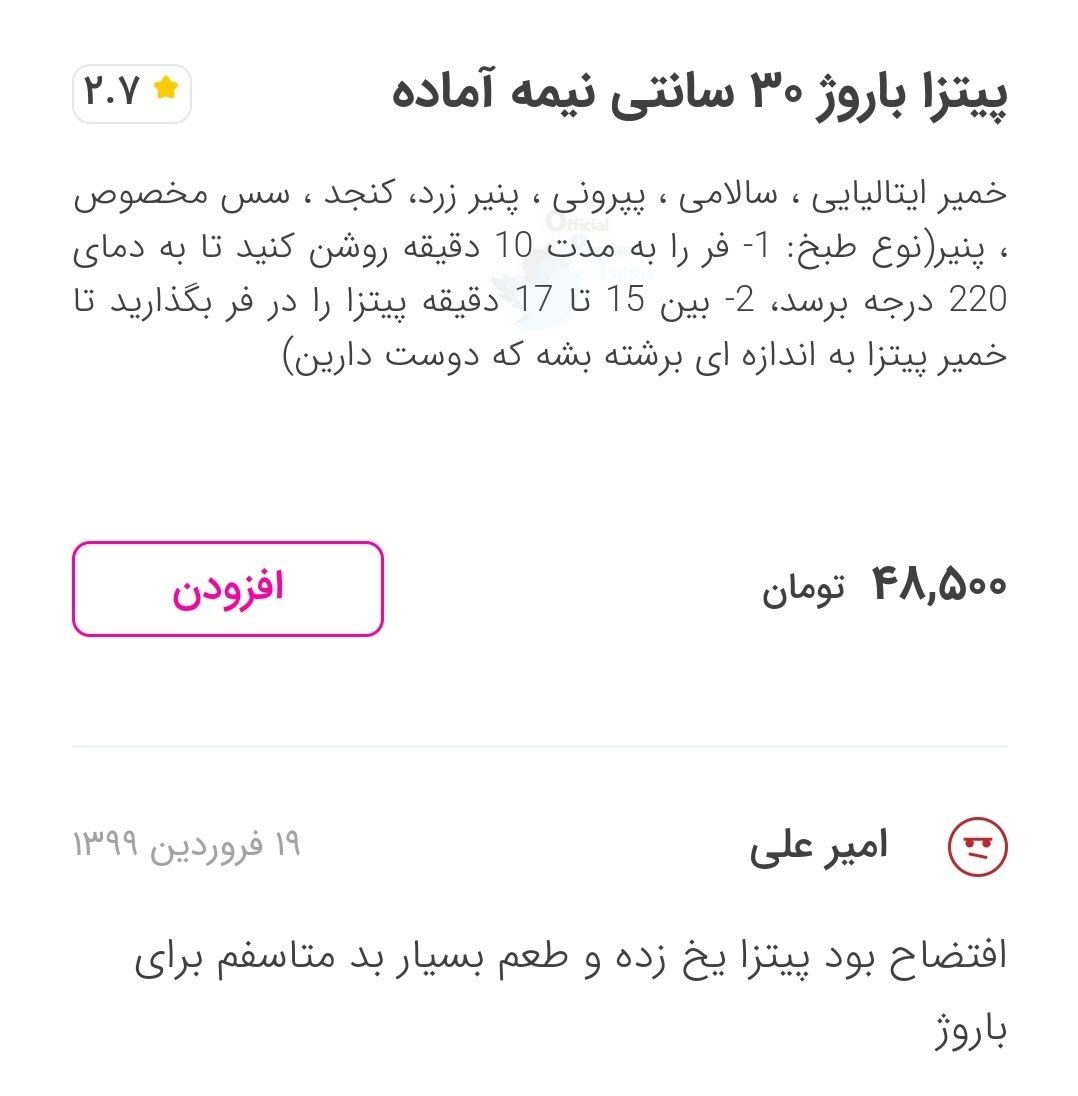 پیتزا باروژ ۳۰ سانتی نیمه آماده
۲.۷
خمیر ایتالیایی ، سالامی ، پپرونی ، پنیر زرد، کنجد ، سس مخصوص
، پنیر(نوع طبخ: 1- فر را به مدت 10 دقیقه روشن کنید تا به دمای
220 درجه برسد، 2- بین 15 تا 17 دقیقه پیتزا را در فر بگذارید تا
خمیر پیتزا به اندازه ای برشته بشه که دوست دارین)
Official
Twitter
۴۸,۵۰۰ تومان
افزودن
امیر علی
۱۹ فروردین ۱۳۹۹
افتضاح بود پیتزا یخ زده و طعم بسیار بد متاسفم برای
باروژ